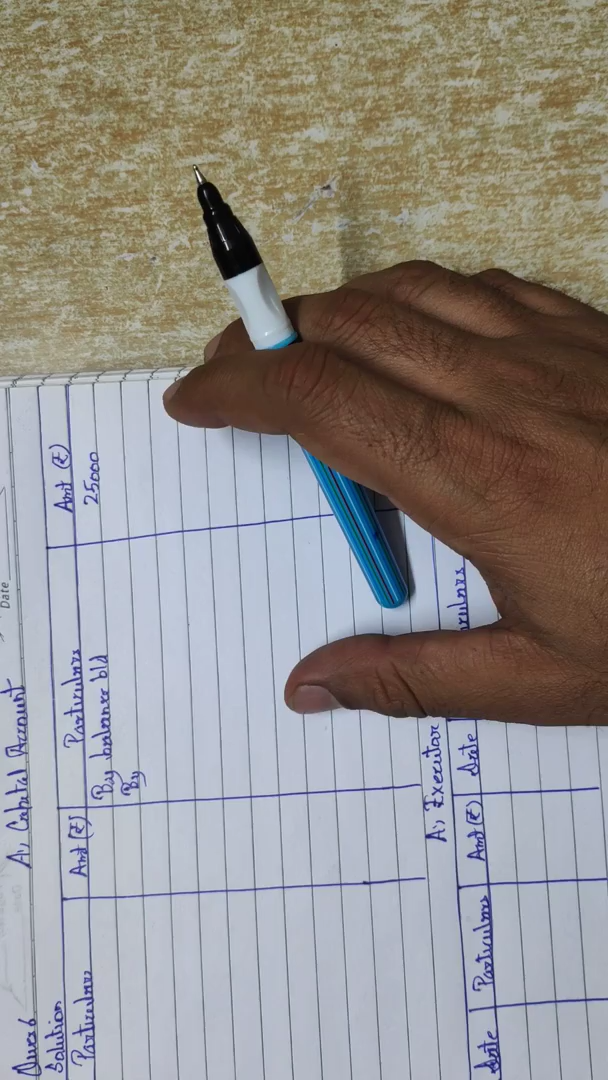 Date
Ques 6 A's Capital Account
Solution
Particulars Amt (₹) Particulars Amt (₹)
By balance b/d 25000
By
A's Executor
Date Particulars Amt (₹) Date